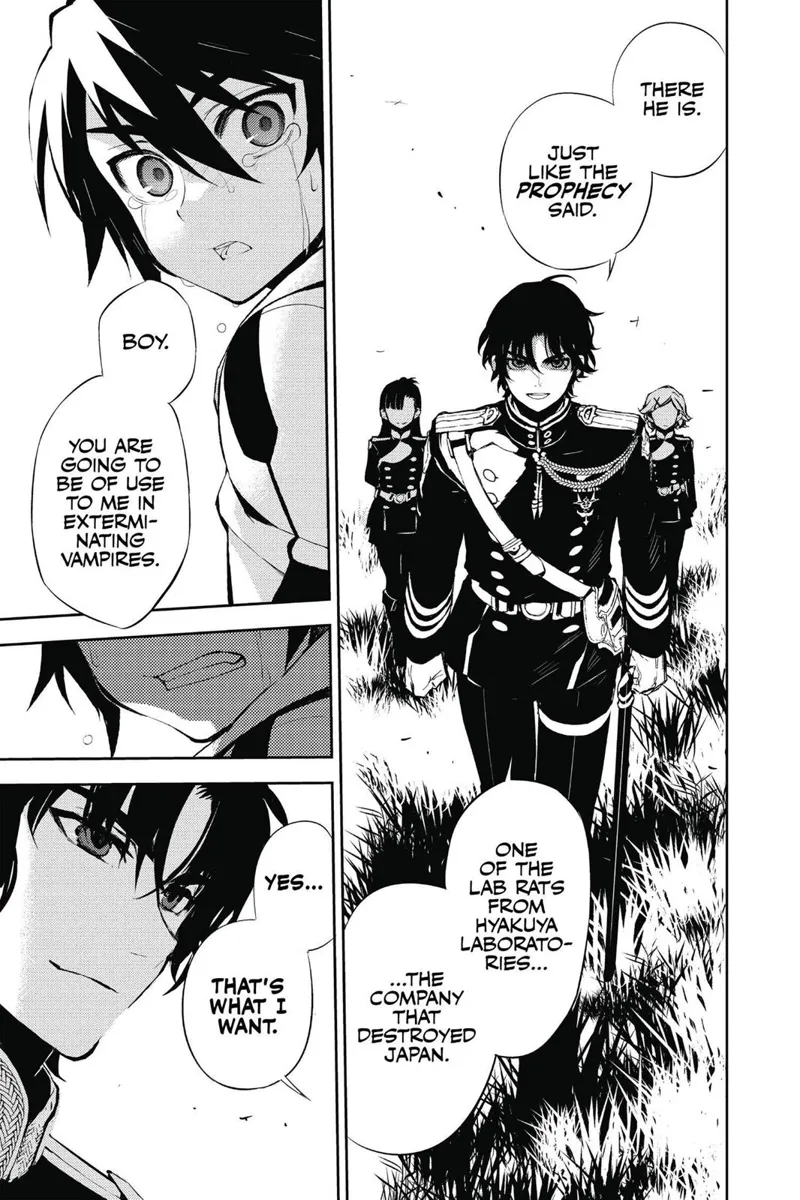 THERE
HE IS.
JUST
LIKE THE
PROPHECY
SAID.
ONE
OF THE
LAB RATS
FROM
HYAKUYA
LABORATO-
RIES...
...THE
COMPANY
THAT
DESTROYED
JAPAN.
BOY.
YOU ARE
GOING TO
BE OF USE
TO ME IN
EXTERMI-
NATING
VAMPIRES.
YES...
THAT'S
WHAT I
WANT.